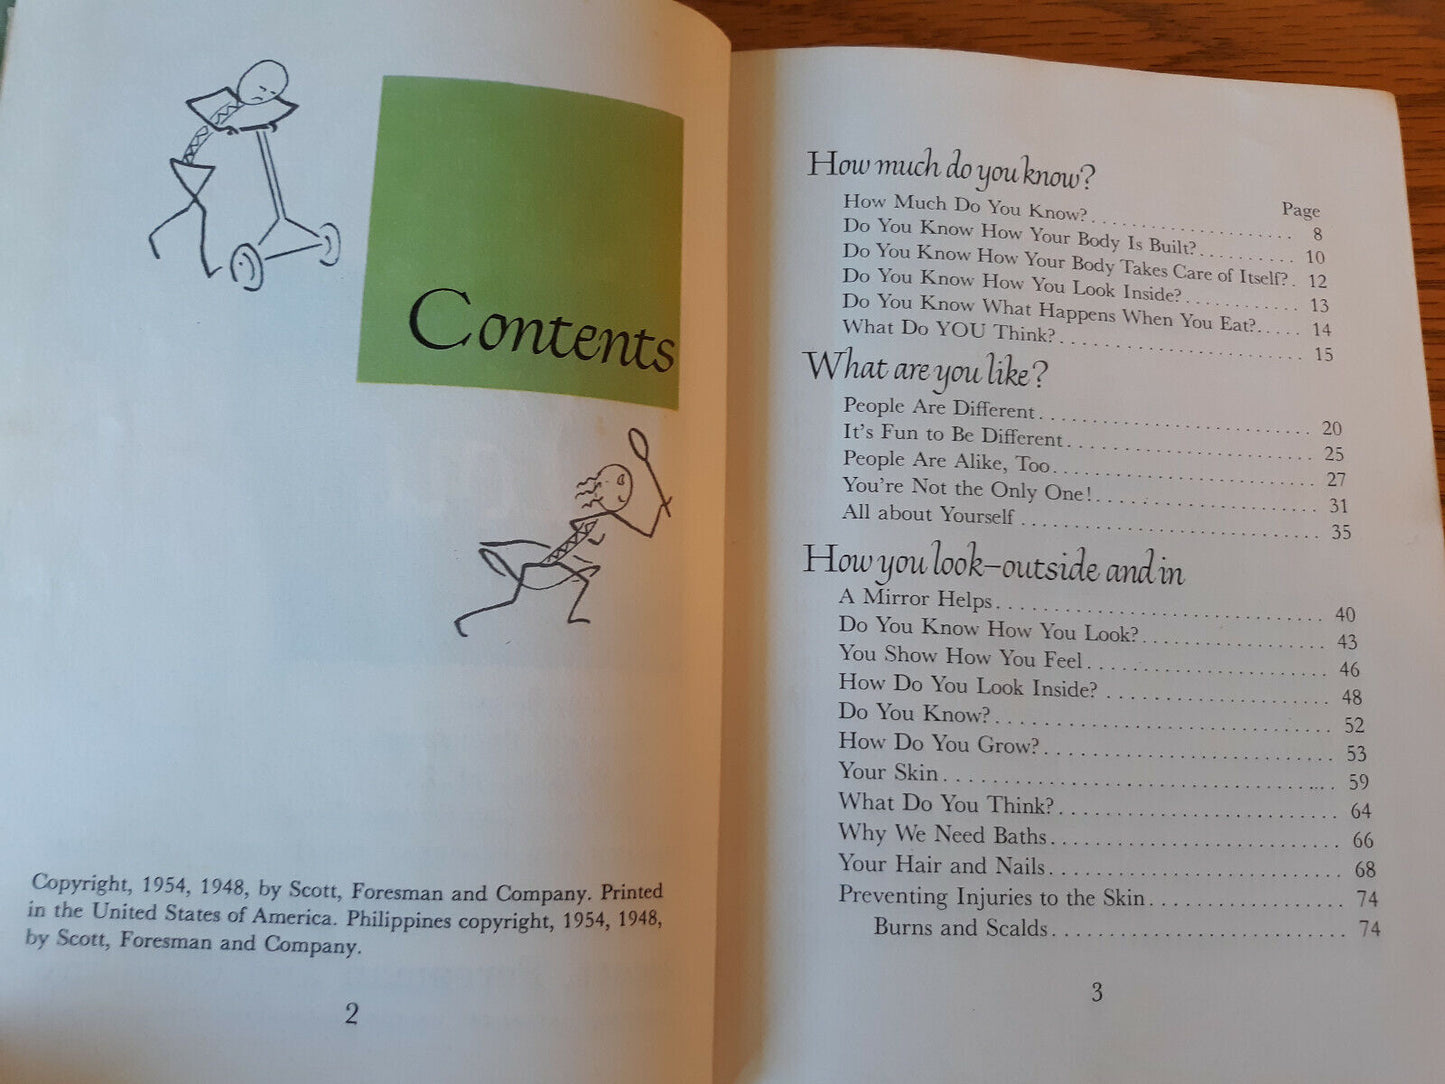 Contents
Copyright, 1954, 1948, by Scott, Foresman and Company. Printed
in the United States of America. Philippines copyright, 1954, 1948,
by Scott, Foresman and Company.
2
How much do you know?
Page
How Much Do You Know? 8
Do You Know How Your Body Is Built? 10
Do You Know How Your Body Takes Care of Itself? 12
Do You Know How You Look Inside? 13
Do You Know What Happens When You Eat? 14
What Do YOU Think? 15
What are you like?
People Are Different 20
It's Fun to Be Different 25
People Are Alike, Too 27
You're Not the Only One! 31
All about Yourself 35
How you look–outside and in
A Mirror Helps 40
Do You Know How You Look? 43
You Show How You Feel 46
How Do You Look Inside? 48
Do You Know? 52
How Do You Grow? 53
Your Skin 59
What Do You Think? 64
Why We Need Baths 66
Your Hair and Nails 68
Preventing Injuries to the Skin 74
Burns and Scalds 74
3